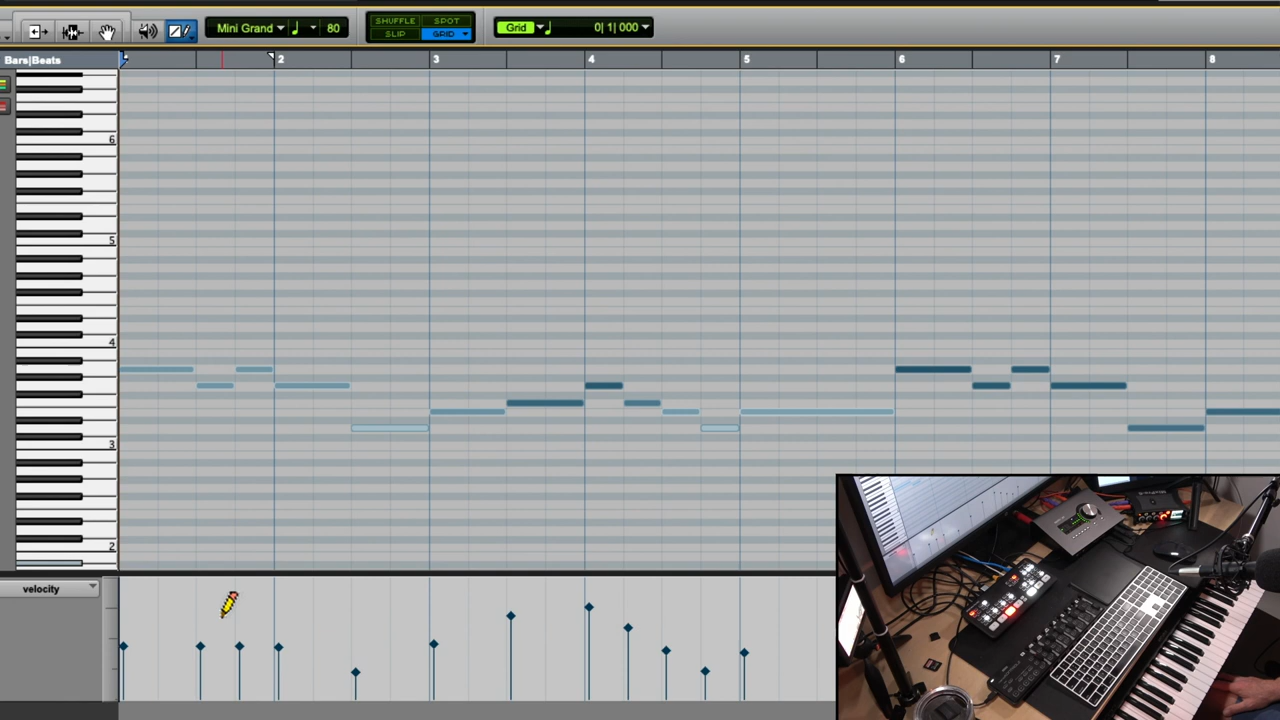 Mini Grand 80
SHUFFLE SPOT
SLIP GRID
Grid 0| 1| 000
Bars|Beats 2 3 4 5 6 7 8
6
5
4
3
2
velocity